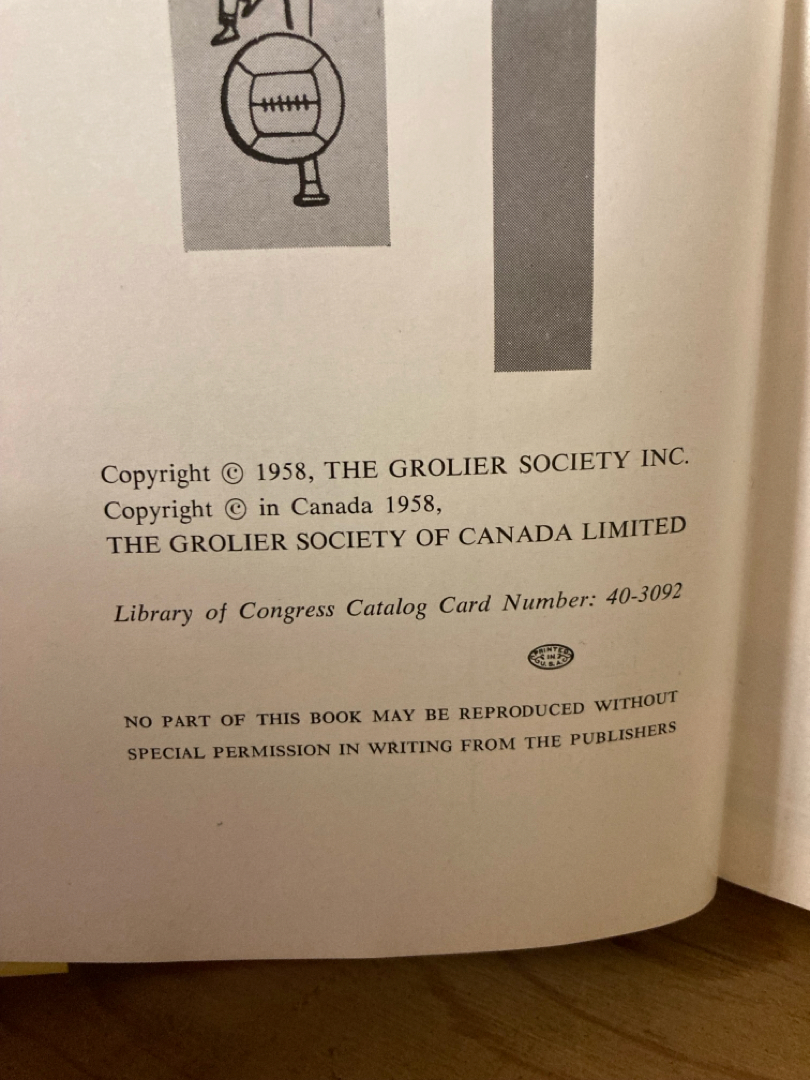 Copyright © 1958, THE GROLIER SOCIETY INC.
Copyright © in Canada 1958,
THE GROLIER SOCIETY OF CANADA LIMITED
Library of Congress Catalog Card Number: 40-3092
PRINTED
IN
U.S.A.
NO PART OF THIS BOOK MAY BE REPRODUCED WITHOUT
SPECIAL PERMISSION IN WRITING FROM THE PUBLISHERS